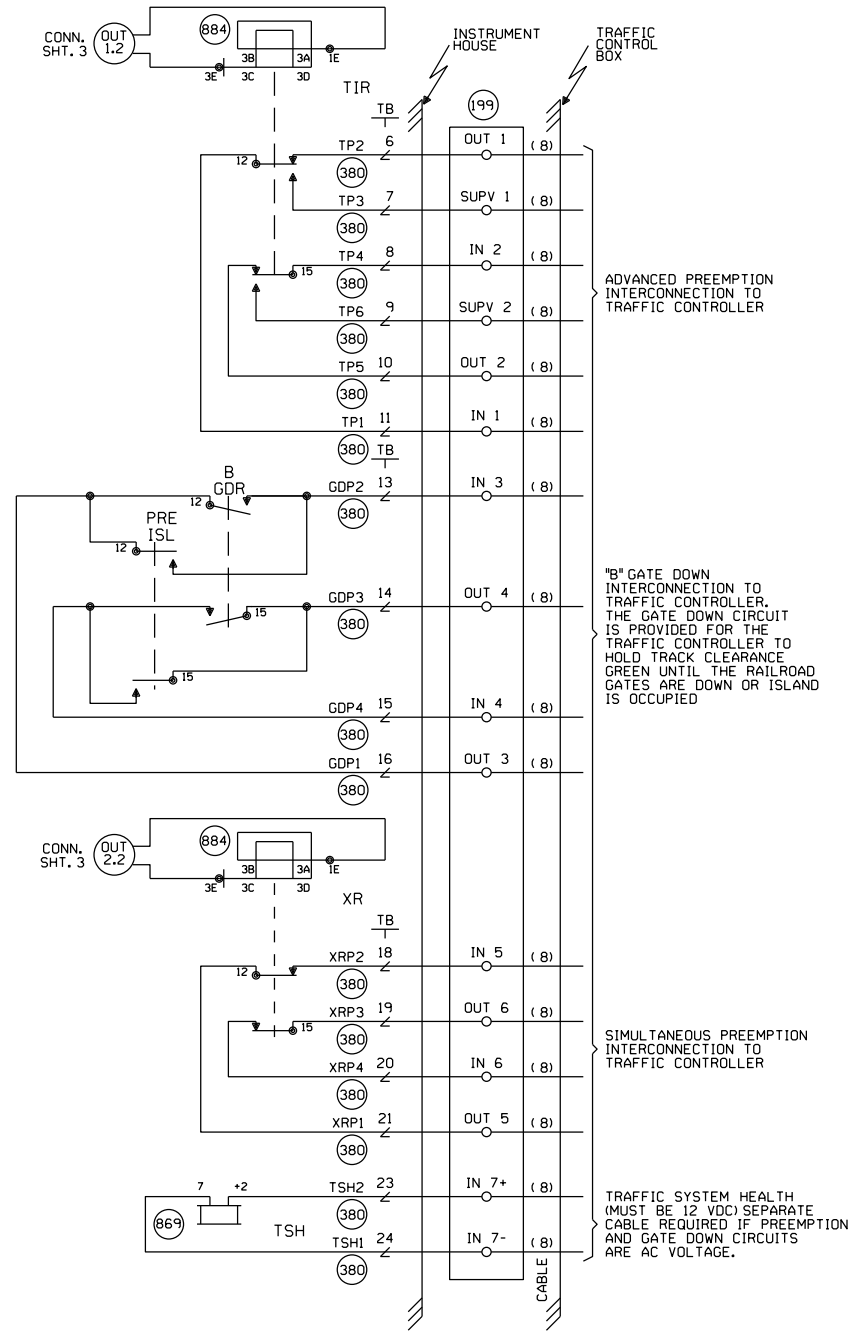 CONN.
SHT. 3
OUT
1.2
884
3B
3A
1E
3E
3C
3D
TIR
INSTRUMENT
HOUSE
TRAFFIC
CONTROL
BOX
TB
199
12
TP2
6
OUT 1
( 8)
380
TP3
7
SUPV 1
( 8)
380
15
TP4
8
IN 2
( 8)
380
TP6
9
SUPV 2
( 8)
380
TP5
10
OUT 2
( 8)
380
TP1
11
IN 1
( 8)
380
ADVANCED PREEMPTION
INTERCONNECTION TO
TRAFFIC CONTROLLER
TB
B
GDR
12
GDP2
13
IN 3
( 8)
380
PRE
ISL
12
15
GDP3
14
OUT 4
( 8)
380
15
GDP4
15
IN 4
( 8)
380
GDP1
16
OUT 3
( 8)
380
"B" GATE DOWN
INTERCONNECTION TO
TRAFFIC CONTROLLER.
THE GATE DOWN CIRCUIT
IS PROVIDED FOR THE
TRAFFIC CONTROLLER TO
HOLD TRACK CLEARANCE
GREEN UNTIL THE RAILROAD
GATES ARE DOWN OR ISLAND
IS OCCUPIED
CONN.
SHT. 3
OUT
2.2
884
3B
3A
1E
3E
3C
3D
XR
TB
12
XRP2
18
IN 5
( 8)
380
15
XRP3
19
OUT 6
( 8)
380
XRP4
20
IN 6
( 8)
380
XRP1
21
OUT 5
( 8)
380
SIMULTANEOUS PREEMPTION
INTERCONNECTION TO
TRAFFIC CONTROLLER
7
+2
869
TSH
TSH2
23
IN 7+
( 8)
380
TSH1
24
IN 7-
( 8)
380
CABLE
TRAFFIC SYSTEM HEALTH
(MUST BE 12 VDC) SEPARATE
CABLE REQUIRED IF PREEMPTION
AND GATE DOWN CIRCUITS
ARE AC VOLTAGE.